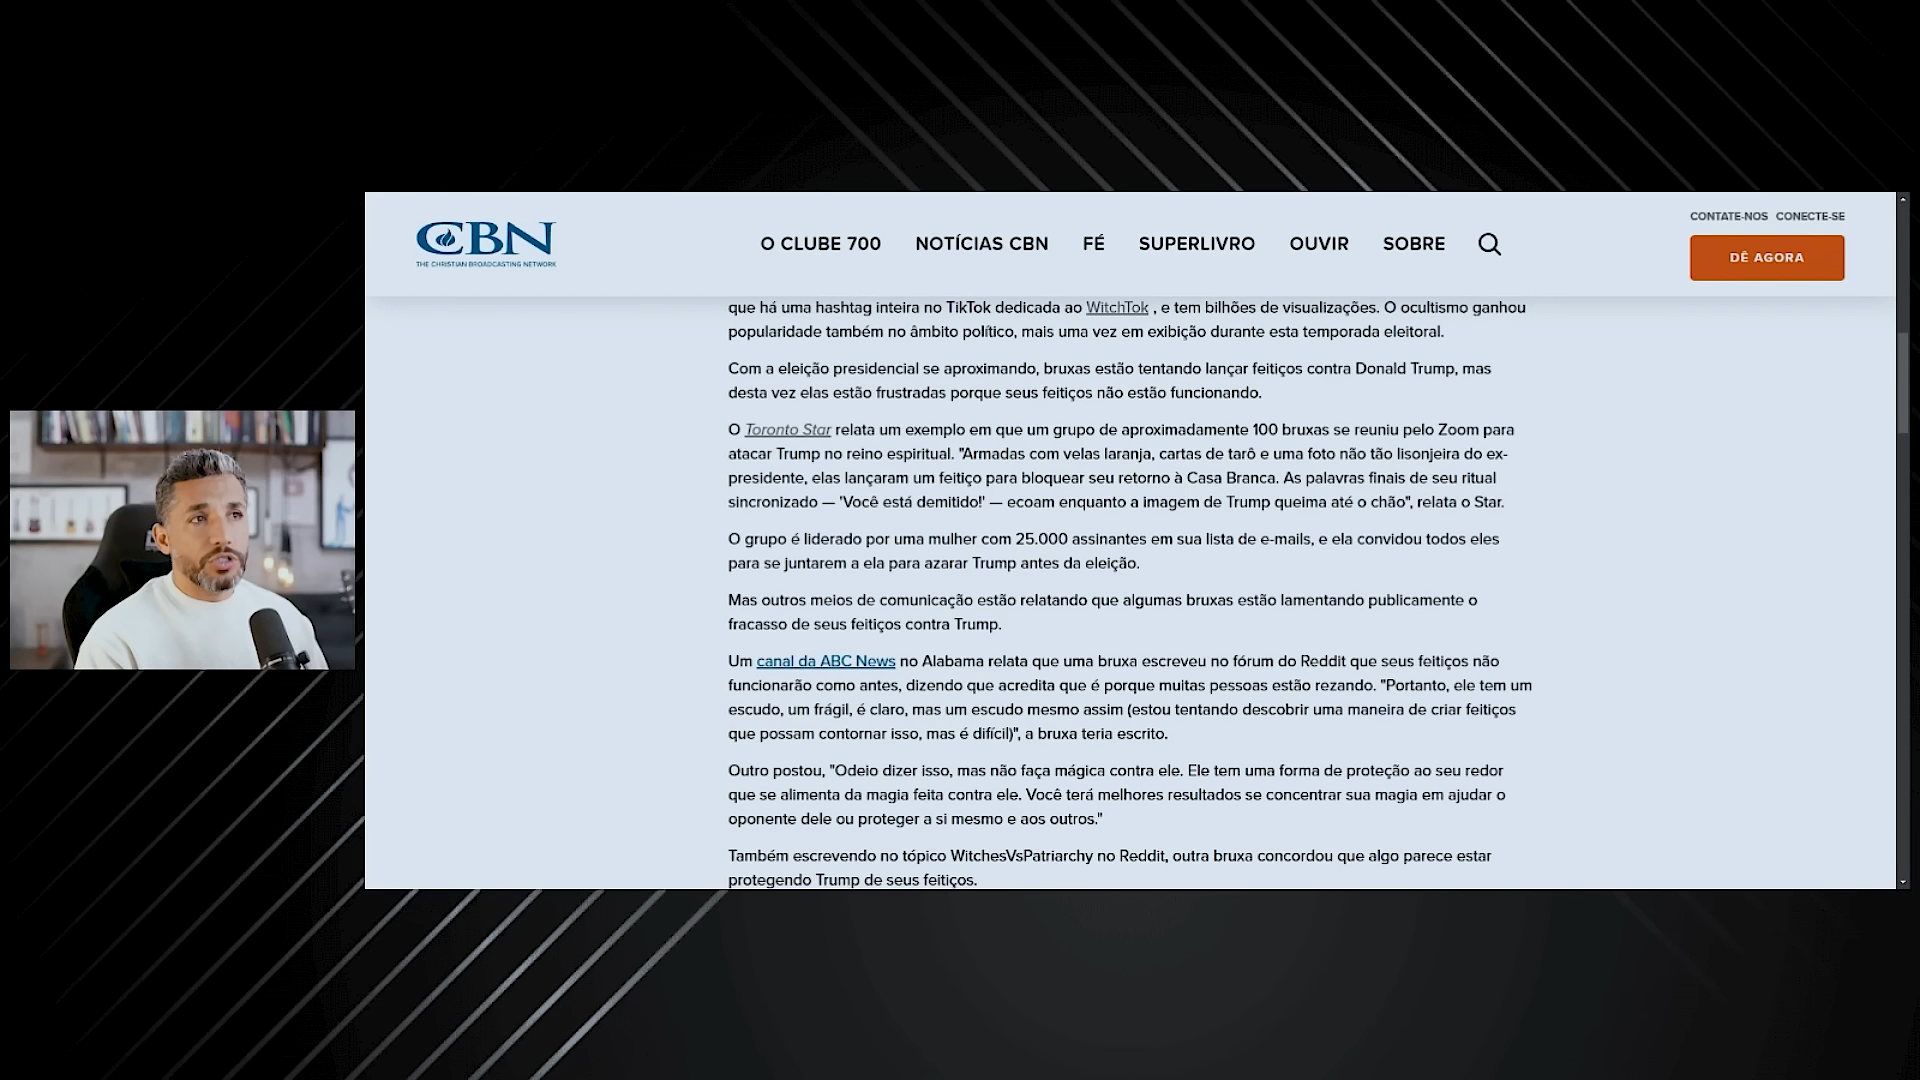 CBN
THE CHRISTIAN BROADCASTING NETWORK
O CLUBE 700
NOTÍCIAS CBN
FÉ
SUPERLIVRO
OUVIR
SOBRE
CONTATE-NOS CONECTE-SE
DÊ AGORA
que há uma hashtag inteira no TikTok dedicada ao WitchTok , e tem bilhões de visualizações. O ocultismo ganhou
popularidade também no âmbito político, mais uma vez em exibição durante esta temporada eleitoral.
Com a eleição presidencial se aproximando, bruxas estão tentando lançar feitiços contra Donald Trump, mas
desta vez elas estão frustradas porque seus feitiços não estão funcionando.
O Toronto Star relata um exemplo em que um grupo de aproximadamente 100 bruxas se reuniu pelo Zoom para
atacar Trump no reino espiritual. "Armadas com velas laranja, cartas de tarô e uma foto não tão lisonjeira do ex-
presidente, elas lançaram um feitiço para bloquear seu retorno à Casa Branca. As palavras finais de seu ritual
sincronizado — 'Você está demitido!' — ecoam enquanto a imagem de Trump queima até o chão", relata o Star.
O grupo é liderado por uma mulher com 25.000 assinantes em sua lista de e-mails, e ela convidou todos eles
para se juntarem a ela para azarar Trump antes da eleição.
Mas outros meios de comunicação estão relatando que algumas bruxas estão lamentando publicamente o
fracasso de seus feitiços contra Trump.
Um canal da ABC News no Alabama relata que uma bruxa escreveu no fórum do Reddit que seus feitiços não
funcionarão como antes, dizendo que acredita que é porque muitas pessoas estão rezando. "Portanto, ele tem um
escudo, um frágil, é claro, mas um escudo mesmo assim (estou tentando descobrir uma maneira de criar feitiços
que possam contornar isso, mas é difícil)", a bruxa teria escrito.
Outro postou, "Odeio dizer isso, mas não faça mágica contra ele. Ele tem uma forma de proteção ao seu redor
que se alimenta da magia feita contra ele. Você terá melhores resultados se concentrar sua magia em ajudar o
oponente dele ou proteger a si mesmo e aos outros."
Também escrevendo no tópico WitchesVsPatriarchy no Reddit, outra bruxa concordou que algo parece estar
protegendo Trump de seus feitiços.